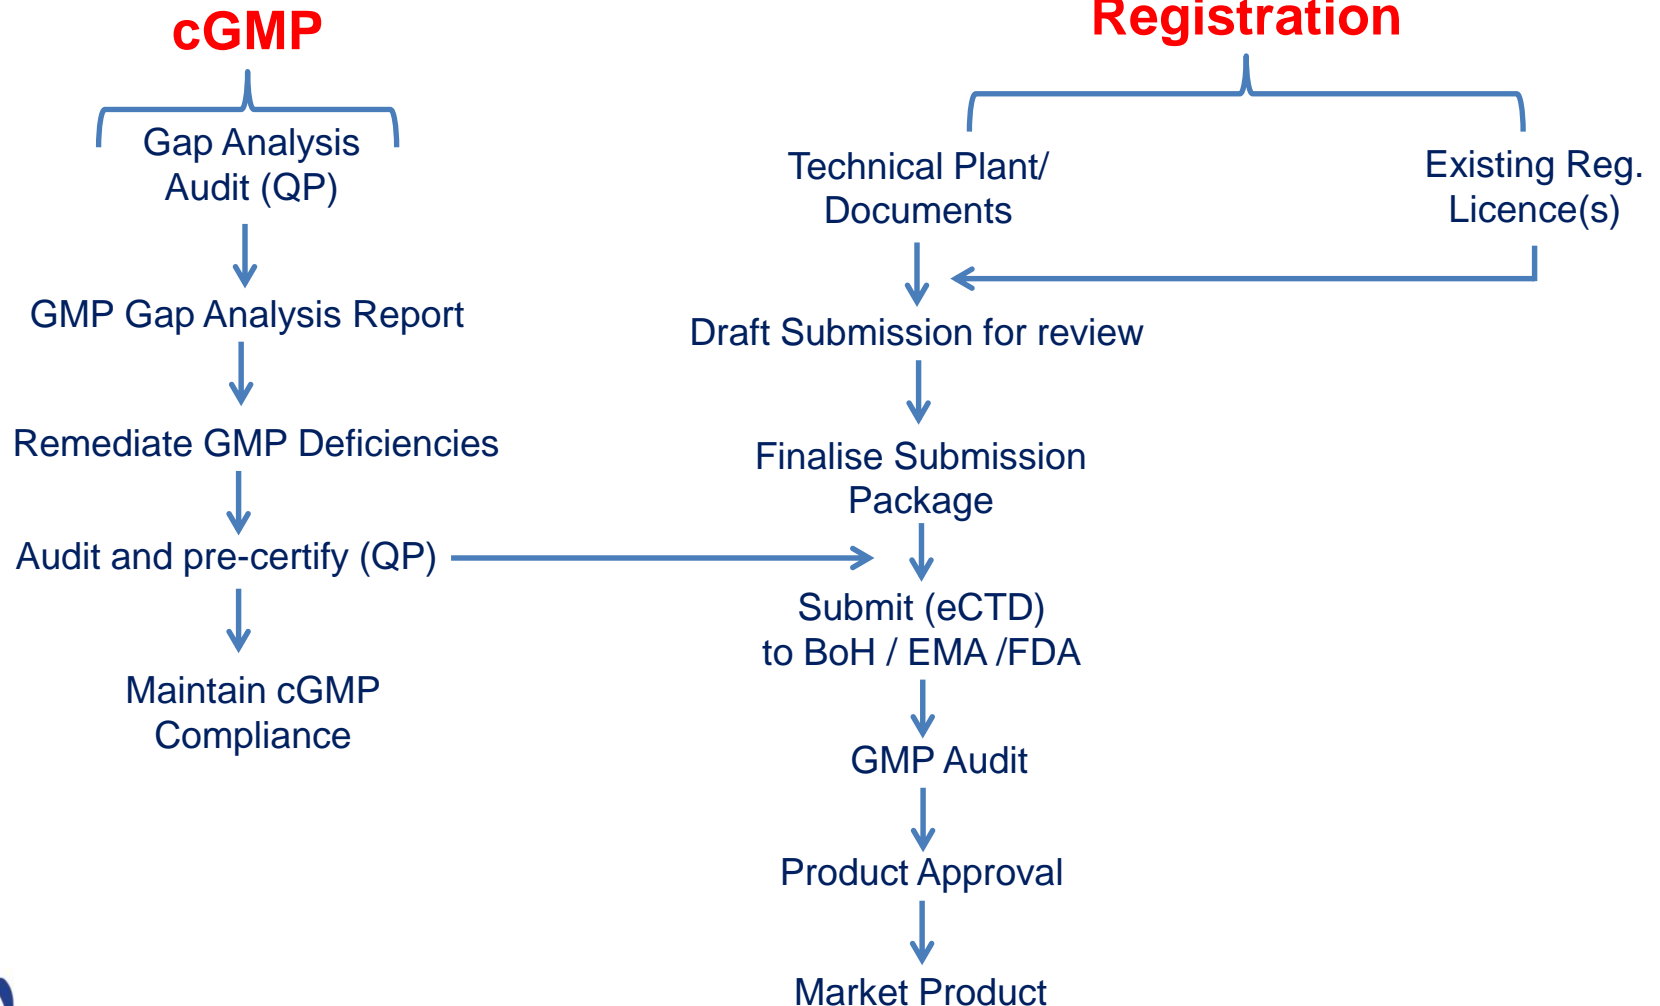 cGMP
Gap Analysis
Audit (QP)
GMP Gap Analysis Report
Remediate GMP Deficiencies
Audit and pre-certify (QP)
Maintain cGMP
Compliance
Registration
Technical Plant/
Documents
Existing Reg.
Licence(s)
Draft Submission for review
Finalise Submission
Package
Submit (eCTD)
to BoH / EMA /FDA
GMP Audit
Product Approval
Market Product